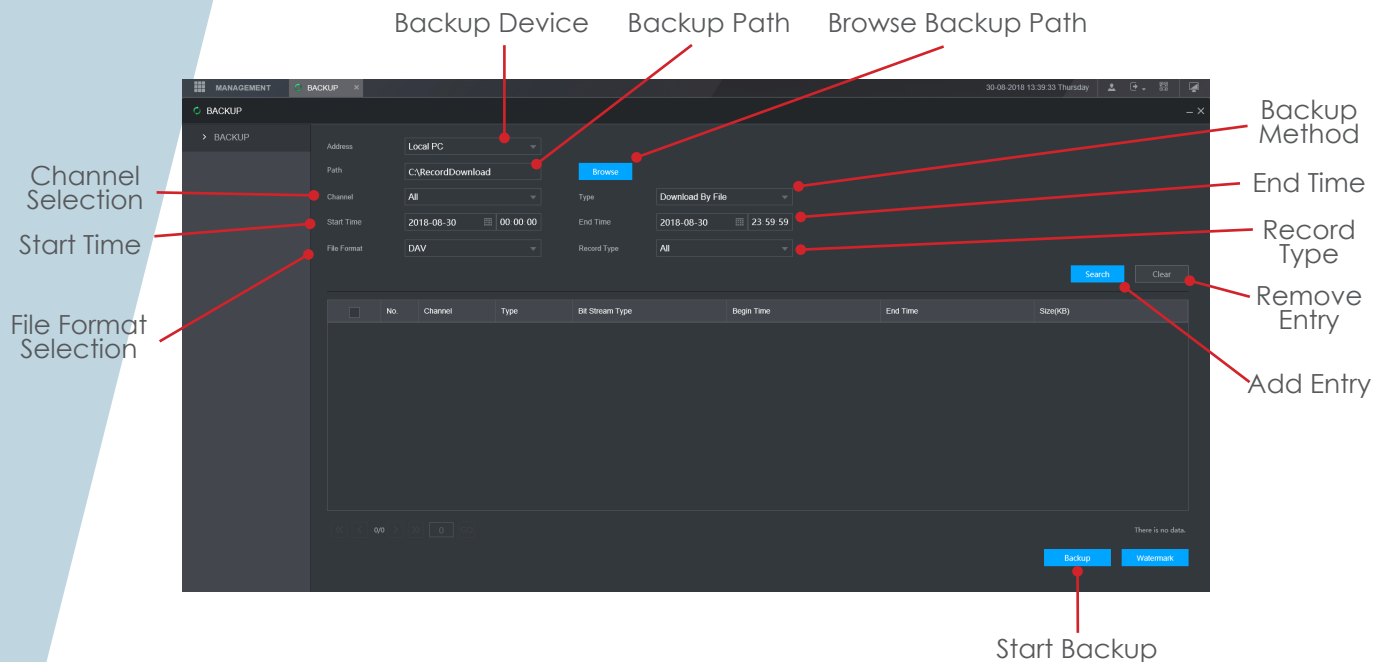 Backup Device Backup Path Browse Backup Path
MANAGEMENT BACKUP × 30-08-2018 13:39:33 Thursday
BACKUP
> BACKUP
Address Local PC
Path C:\RecordDownload Browse
Channel All Type Download By File
Start Time 2018-08-30 00:00:00 End Time 2018-08-30 23:59:59
File Format DAV Record Type All
Search Clear
No. Channel Type Bit Stream Type Begin Time End Time Size(KB)
0/0 0 There is no data.
Backup Watermark
Channel
Selection
Start Time
File Format
Selection
Backup
Method
End Time
Record
Type
Remove
Entry
Add Entry
Start Backup